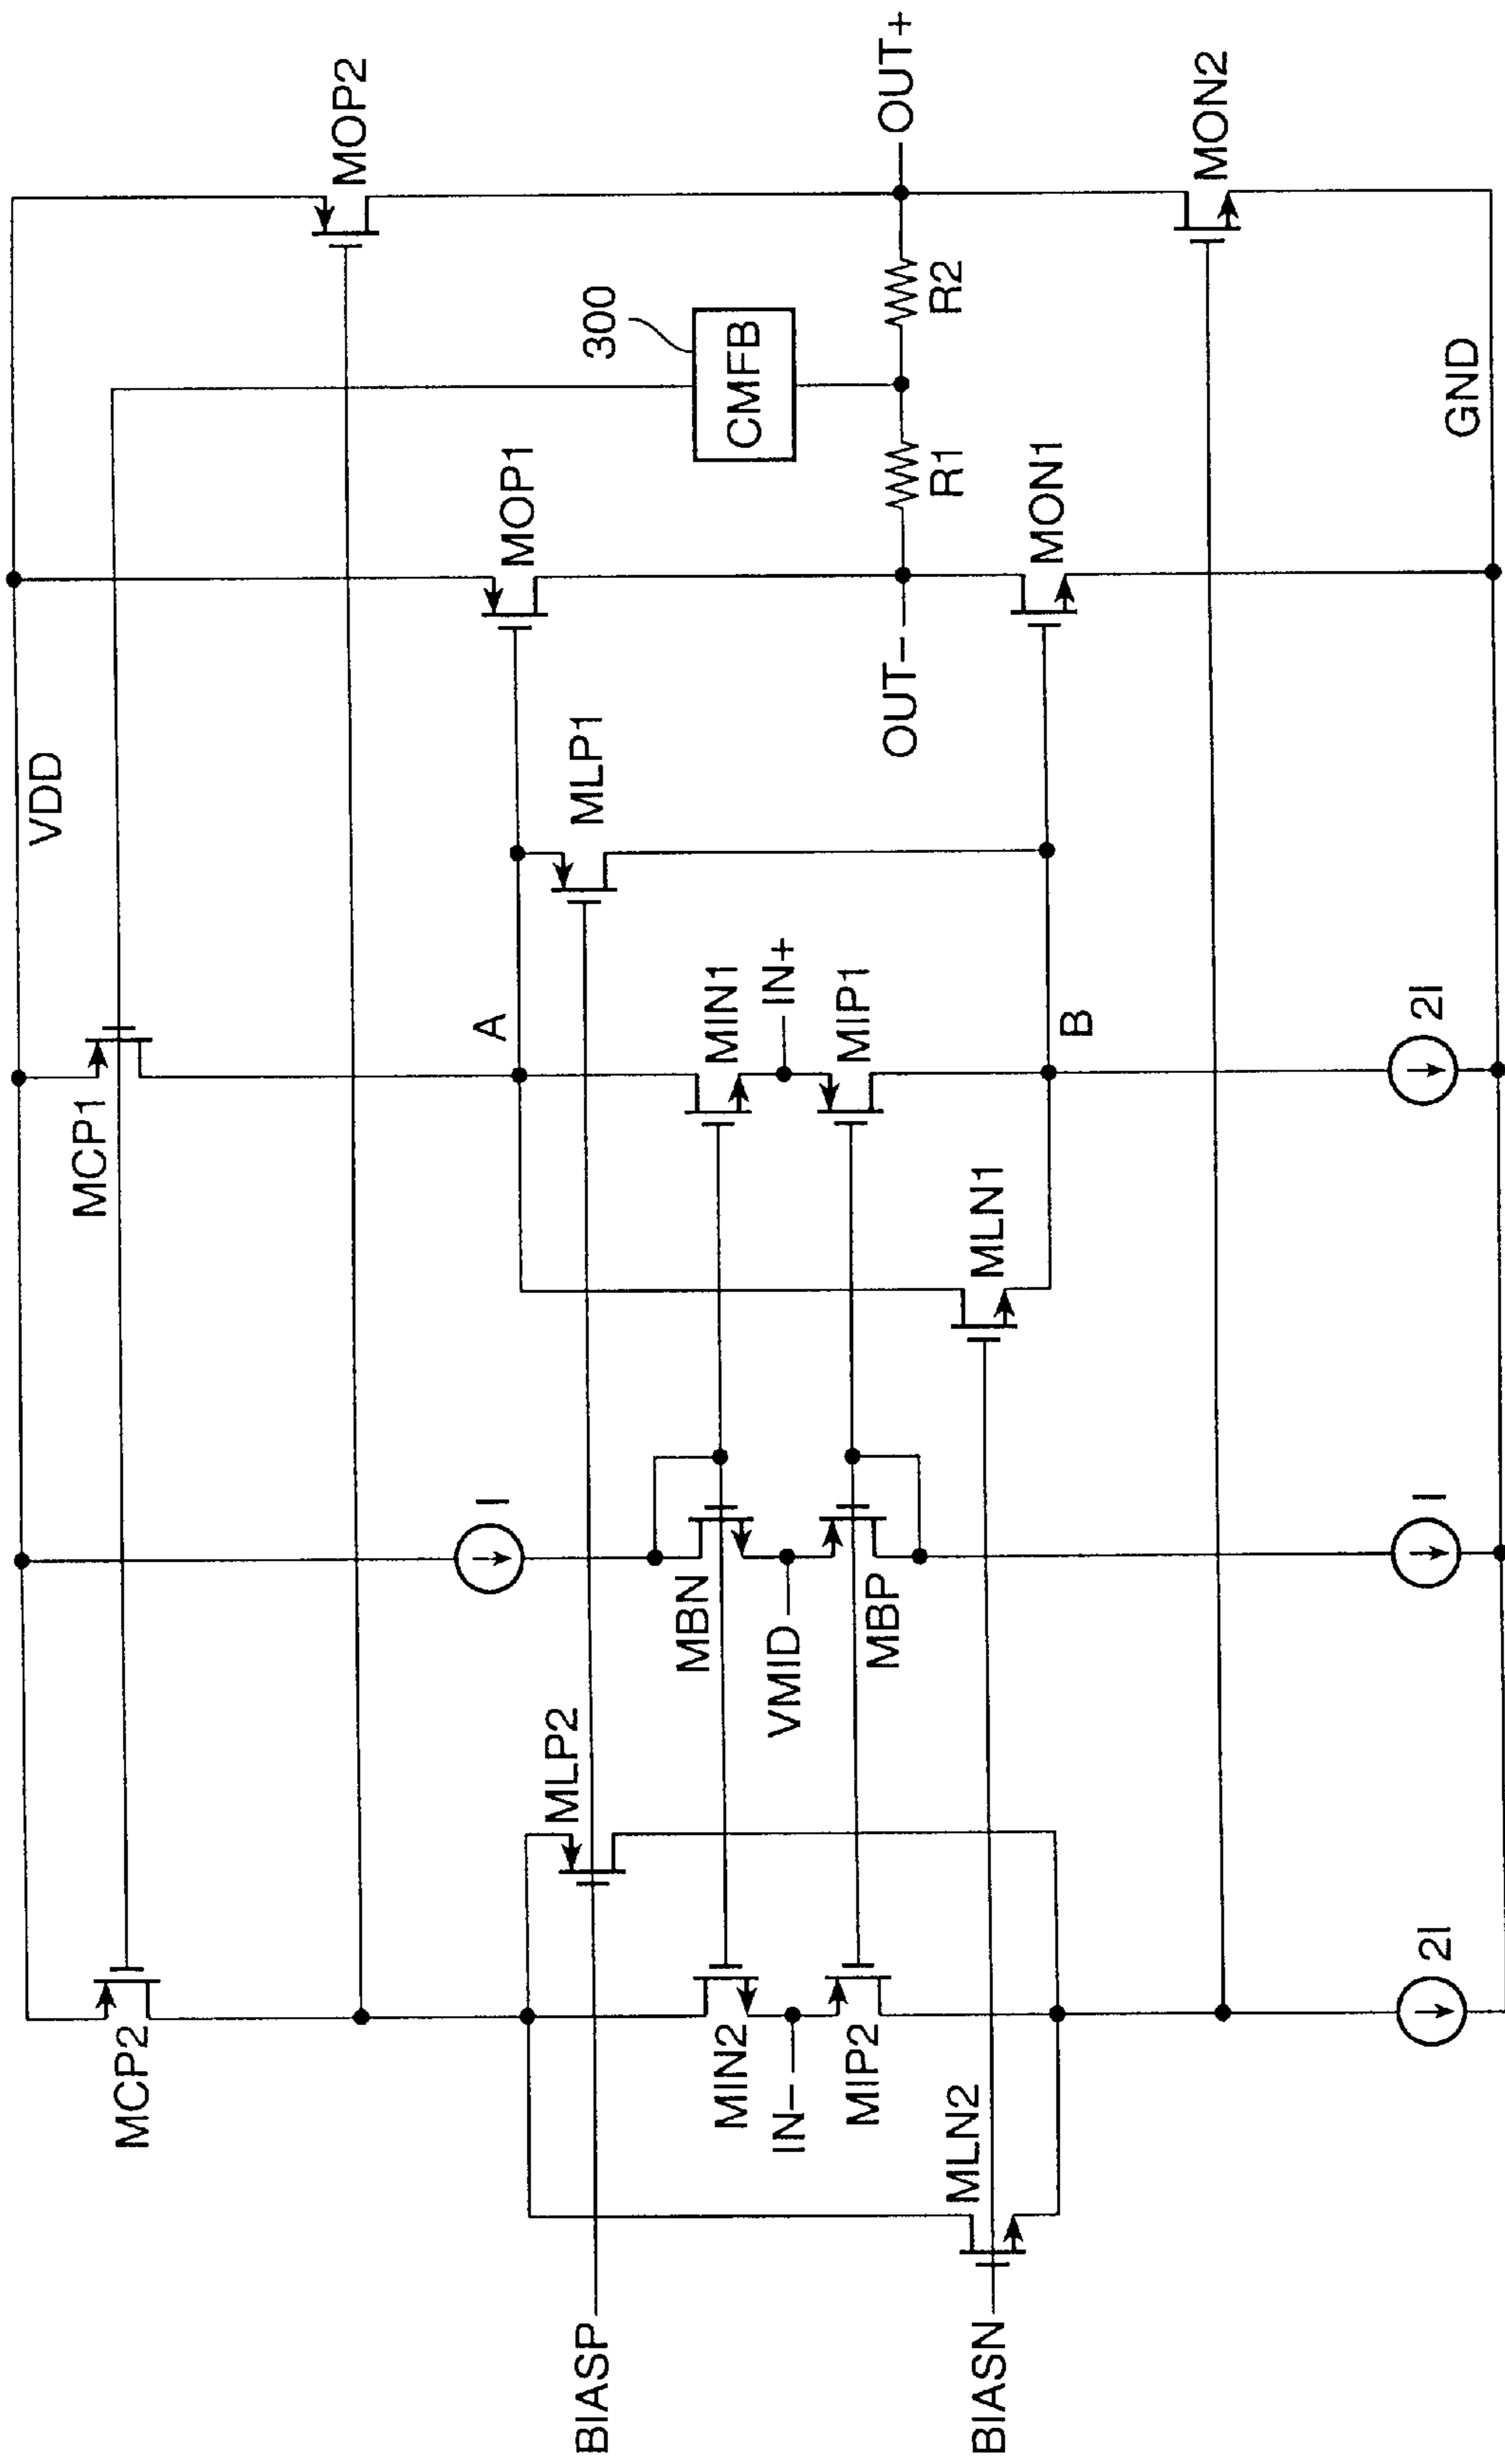 VDD
MCP2
MCP1
MOP2
BIASP
MLP2
I
A
MLP1
MOP1
300
CMFB
MIN2
MBN
MIN1
IN–
VMID
IN+
OUT–
R1
R2
OUT+
MIP2
MBP
MIP1
BIASN
MLN2
MLN1
B
MON1
MON2
2I
I
2I
GND